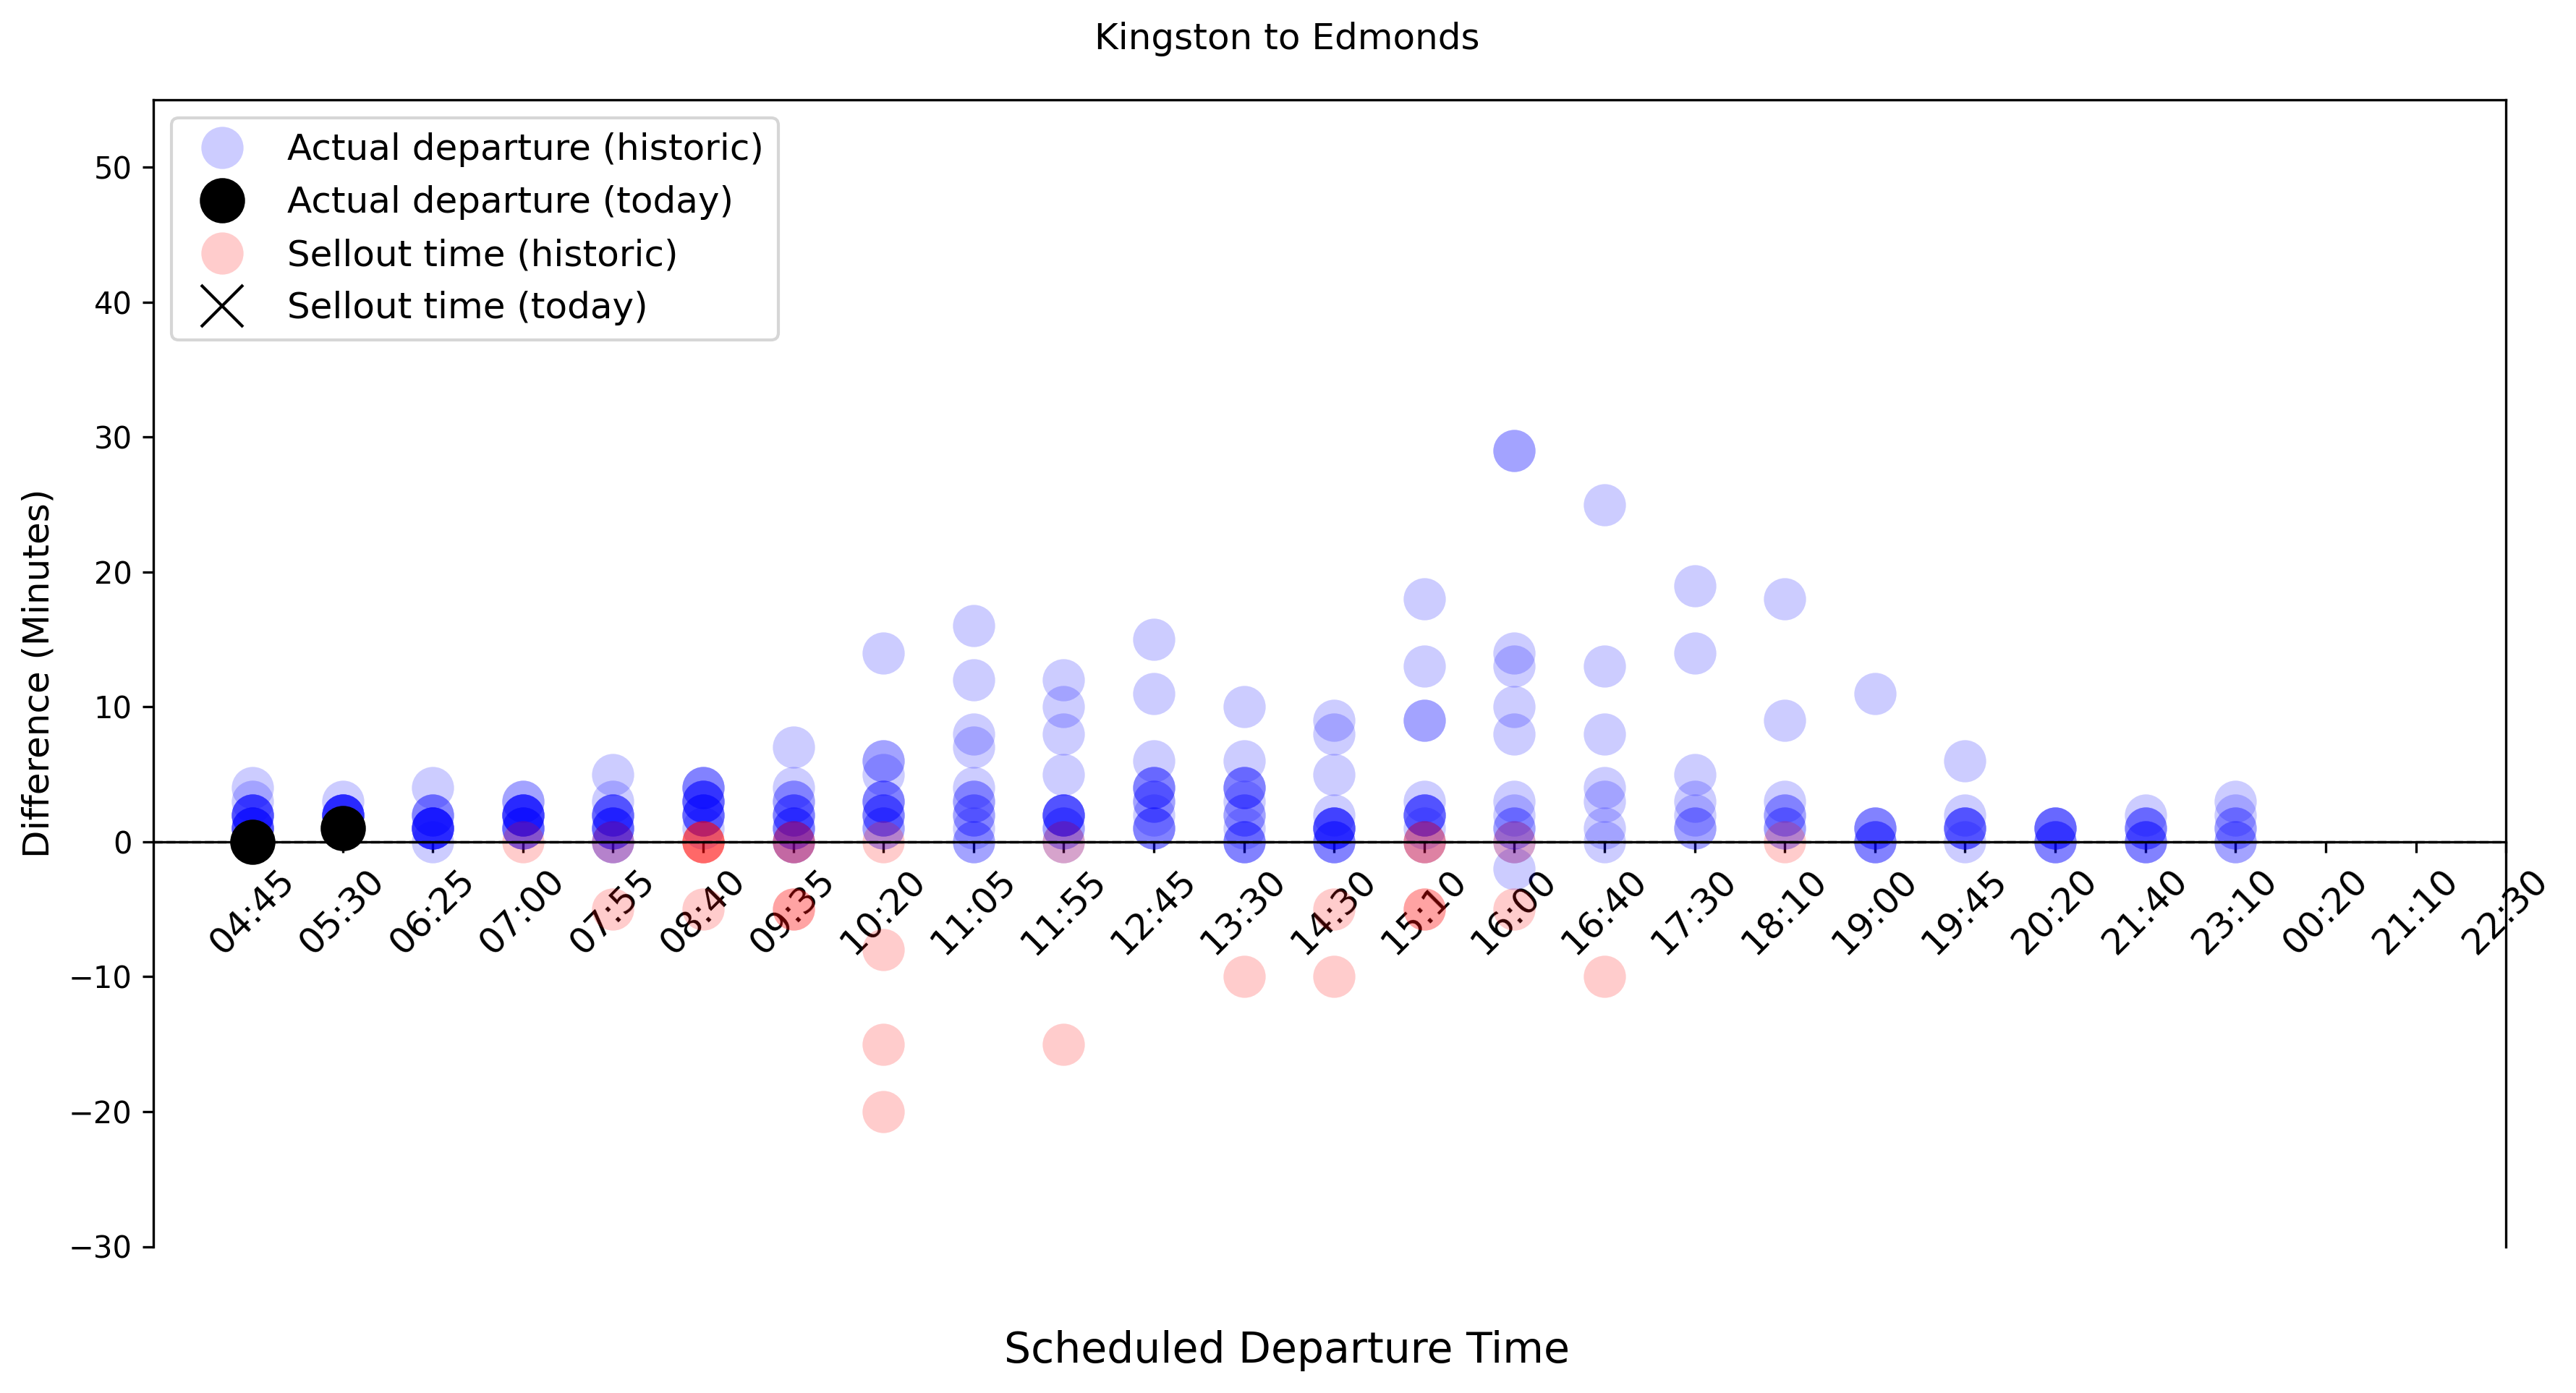 Kingston to Edmonds
Actual departure (historic)
Actual departure (today)
Sellout time (historic)
Sellout time (today)
Difference (Minutes)
50
40
30
20
10
0
−10
−20
−30
04:45 05:30 06:25 07:00 07:55 08:40 09:35 10:20 11:05 11:55 12:45 13:30 14:30 15:10 16:00 16:40 17:30 18:10 19:00 19:45 20:20 21:40 23:10 00:20 21:10 22:30
Scheduled Departure Time